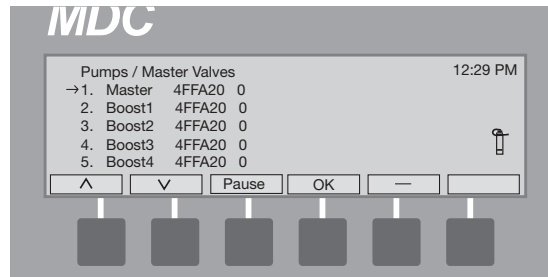 MDC
Pumps / Master Valves 12:29 PM
→1. Master 4FFA20 0
2. Boost1 4FFA20 0
3. Boost2 4FFA20 0
4. Boost3 4FFA20 0
5. Boost4 4FFA20 0
Pause OK —